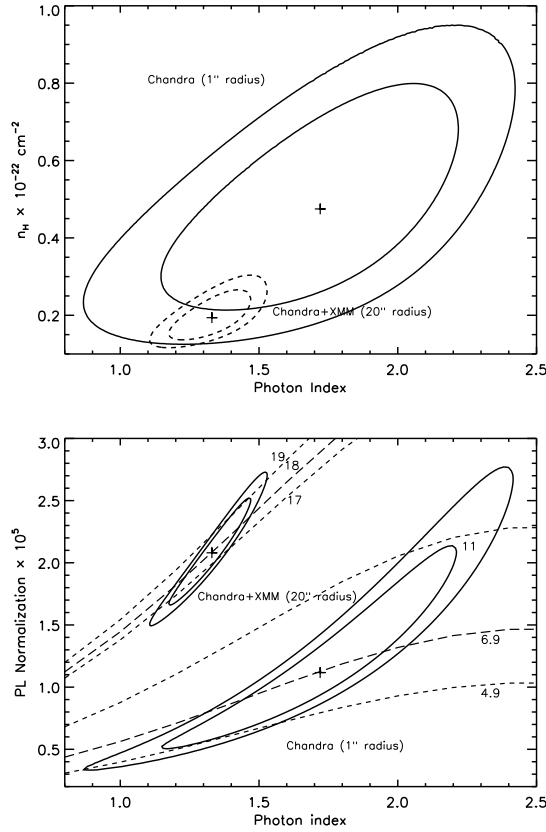 1.0
0.8
0.6
0.4
0.2
n_H × 10^-22 cm^-2
Chandra (1" radius)
Chandra+XMM (20" radius)
1.0 1.5 2.0 2.5
Photon Index
3.0
2.5
2.0
1.5
1.0
0.5
PL Normalization × 10^5
19
18
17
Chandra+XMM (20" radius)
11
6.9
4.9
Chandra (1" radius)
1.0 1.5 2.0 2.5
Photon Index